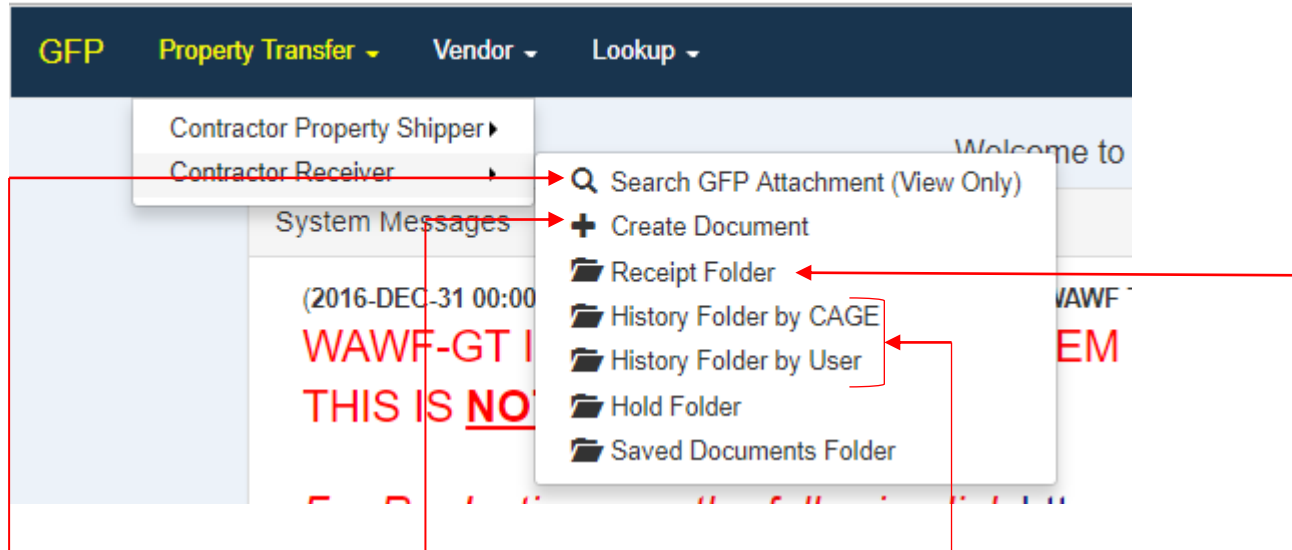 GFP Property Transfer Vendor Lookup
Contractor Property Shipper
Contractor Receiver
Welcome to
Search GFP Attachment (View Only)
System Messages
Create Document
Receipt Folder
(2016-DEC-31 00:00 WAWF
History Folder by CAGE
WAWF-GT I EM
History Folder by User
THIS IS NO
Hold Folder
Saved Documents Folder